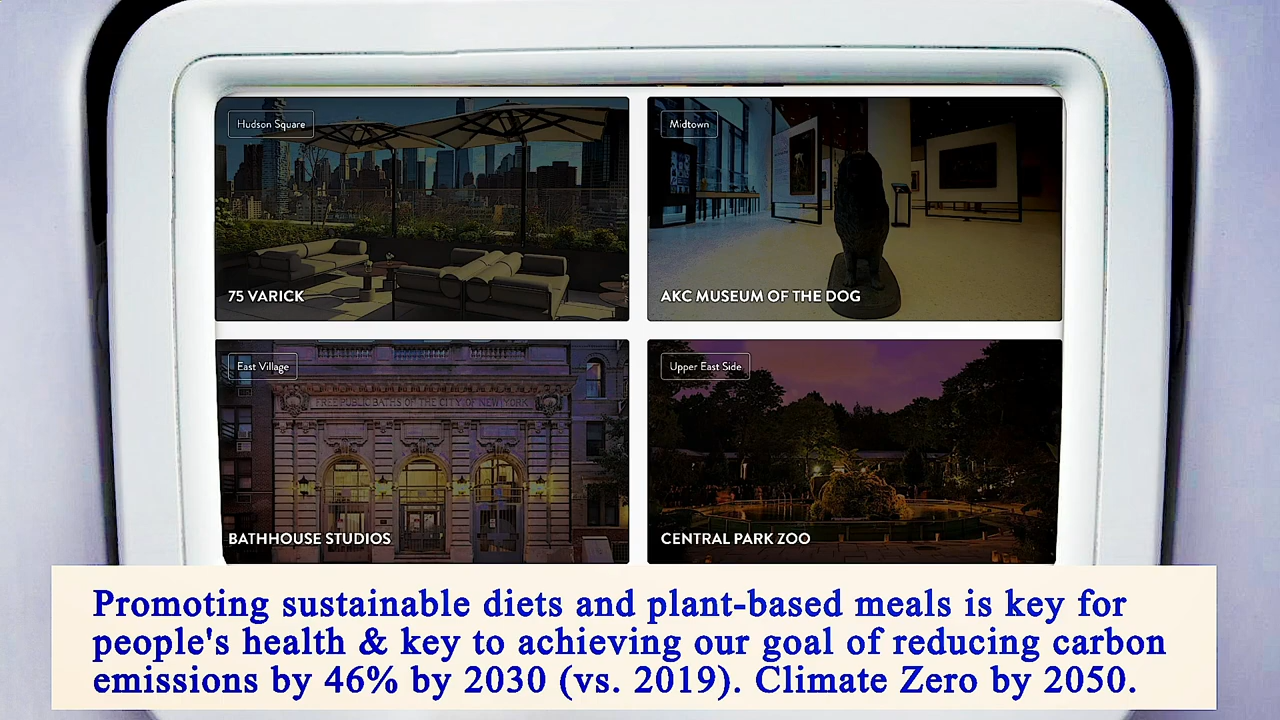 Hudson Square
75 VARICK
Midtown
AKC MUSEUM OF THE DOG
East Village
FREE PUBLIC BATHS OF THE CITY OF NEW YORK
BATHHOUSE STUDIOS
Upper East Side
CENTRAL PARK ZOO
Promoting sustainable diets and plant-based meals is key for
people's health & key to achieving our goal of reducing carbon
emissions by 46% by 2030 (vs. 2019). Climate Zero by 2050.